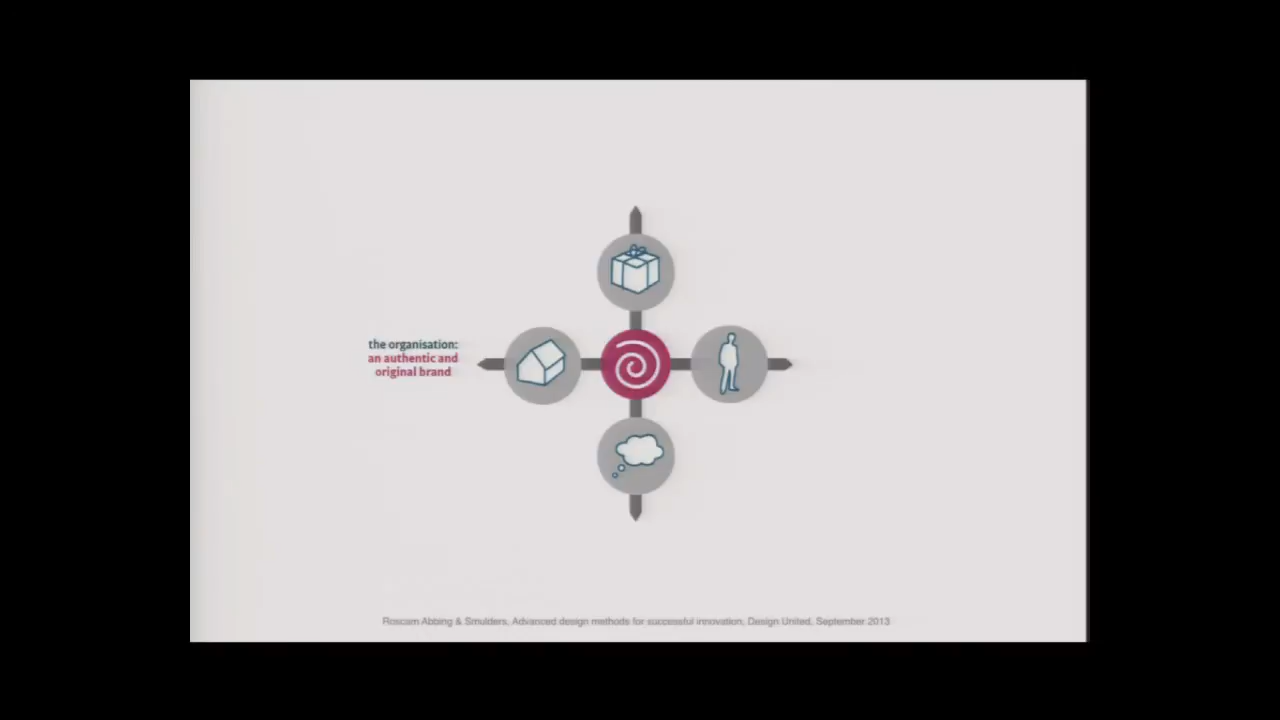 the organisation:
an authentic and
original brand
Roscam Abbing & Smulders, Advanced design methods for successful innovation, Design United, September 2013